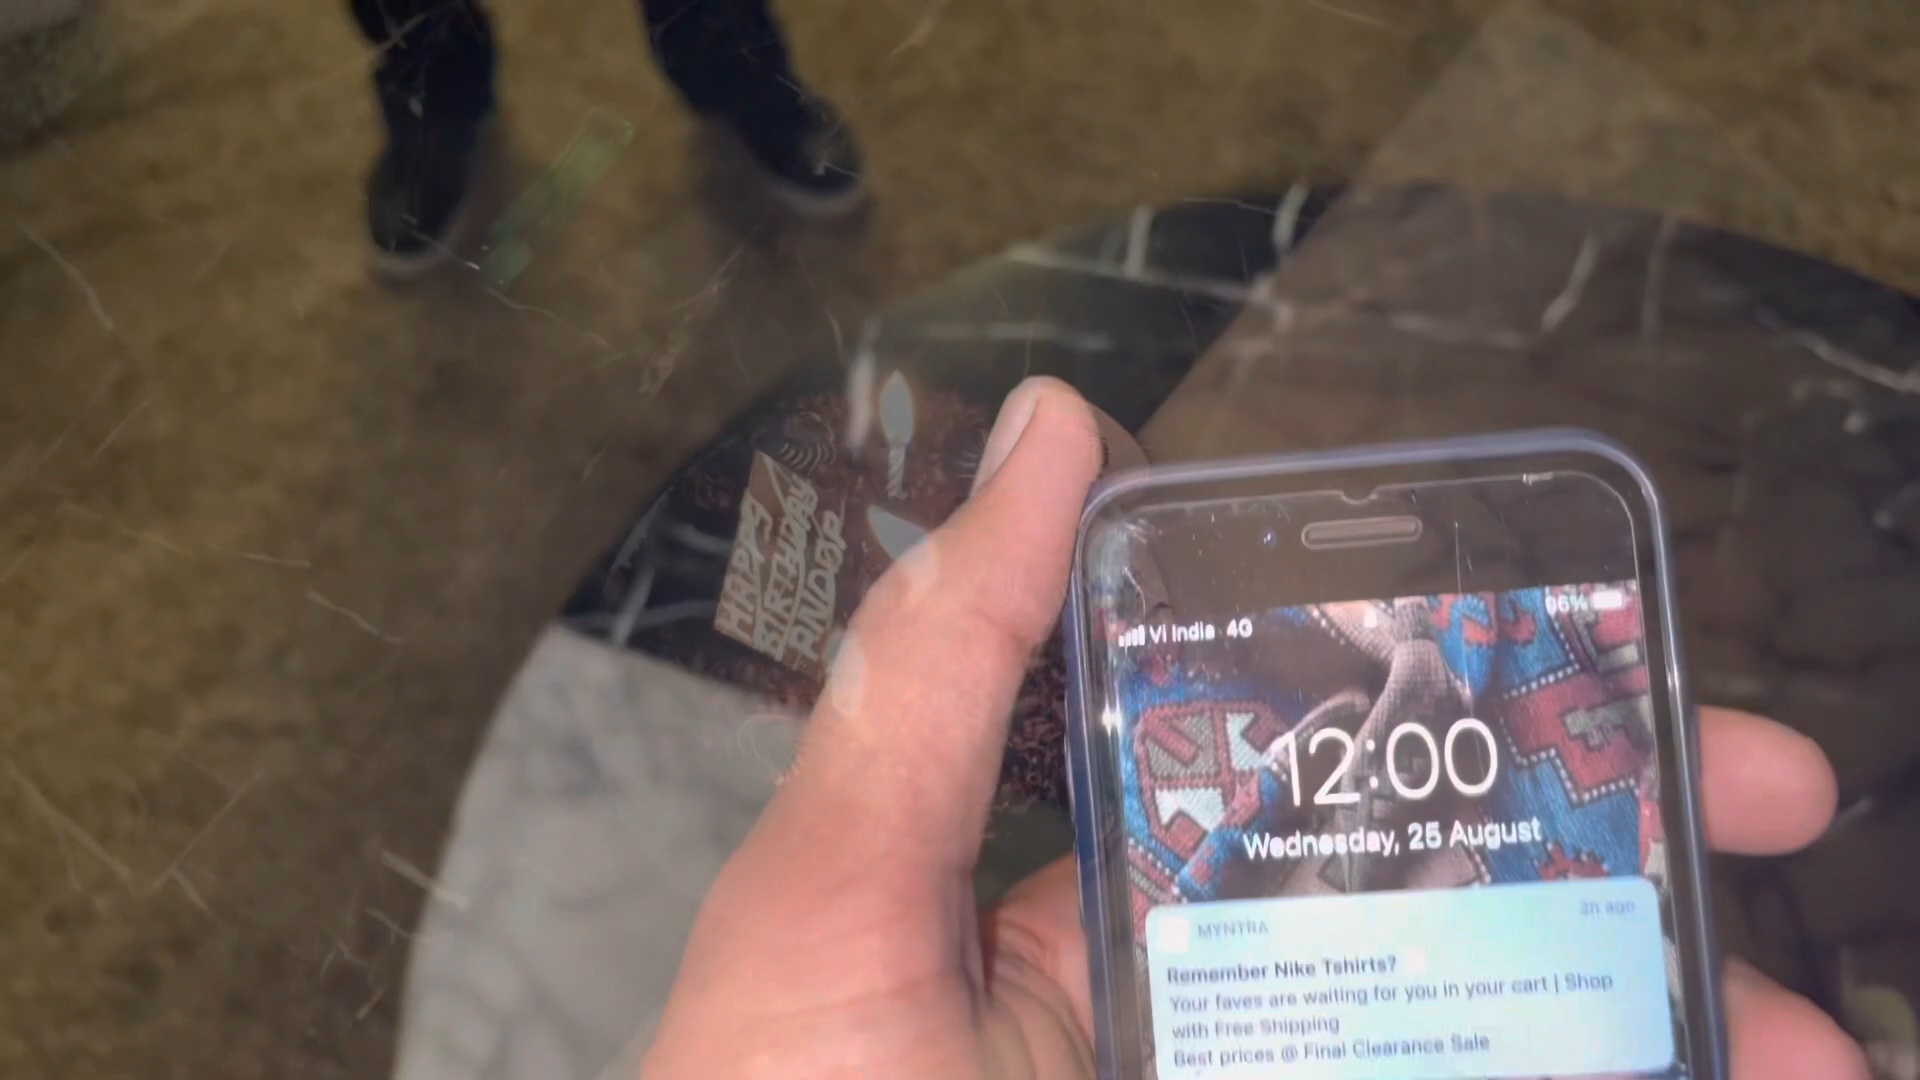 HAPPY
BIRTHDAY
96%
Vi India 4G
12:00
Wednesday, 25 August
MYNTRA
2h ago
Remember Nike Tshirts?
Your faves are waiting for you in your cart | Shop
with Free Shipping
Best prices @ Final Clearance Sale